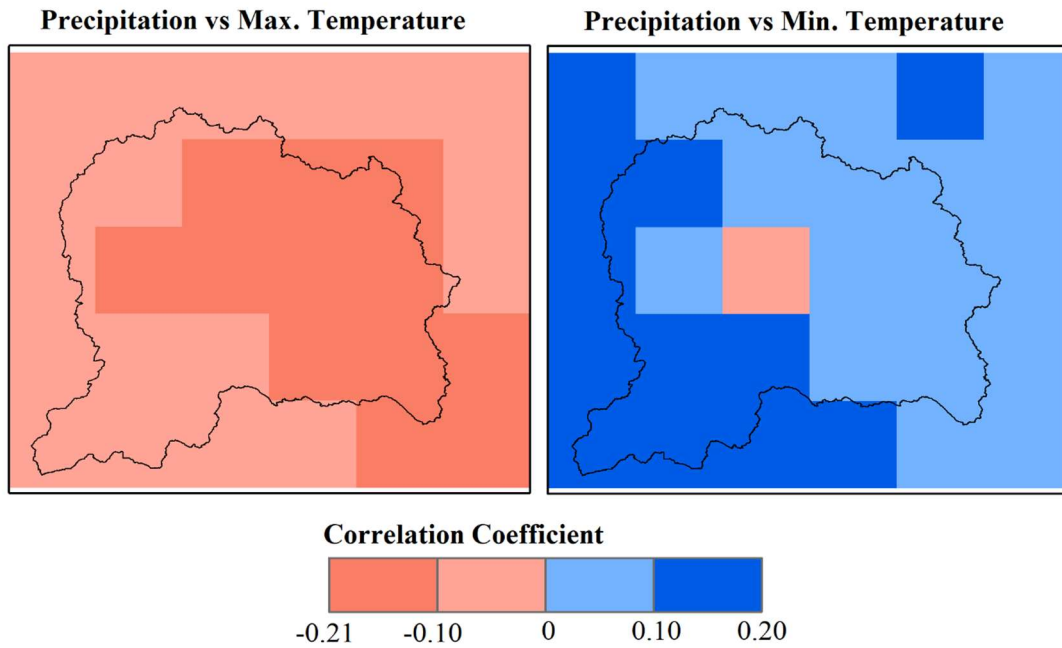 Precipitation vs Max. Temperature
Precipitation vs Min. Temperature
Correlation Coefficient
-0.21 -0.10 0 0.10 0.20